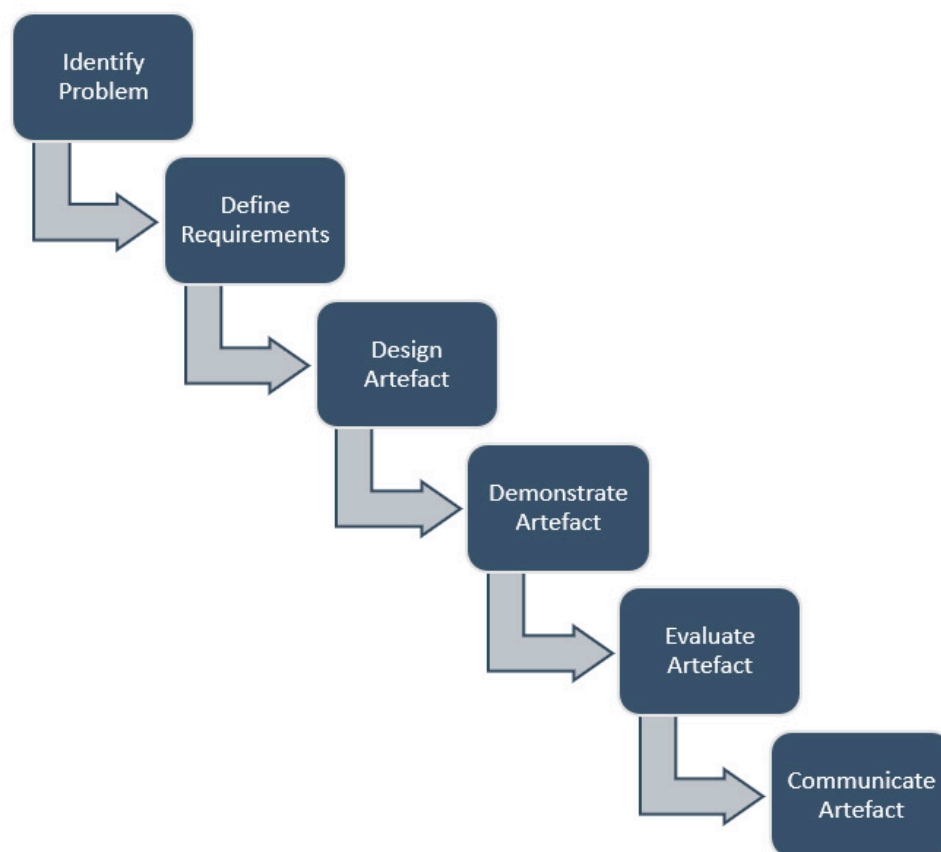 Identify
Problem
Define
Requirements
Design
Artefact
Demonstrate
Artefact
Evaluate
Artefact
Communicate
Artefact